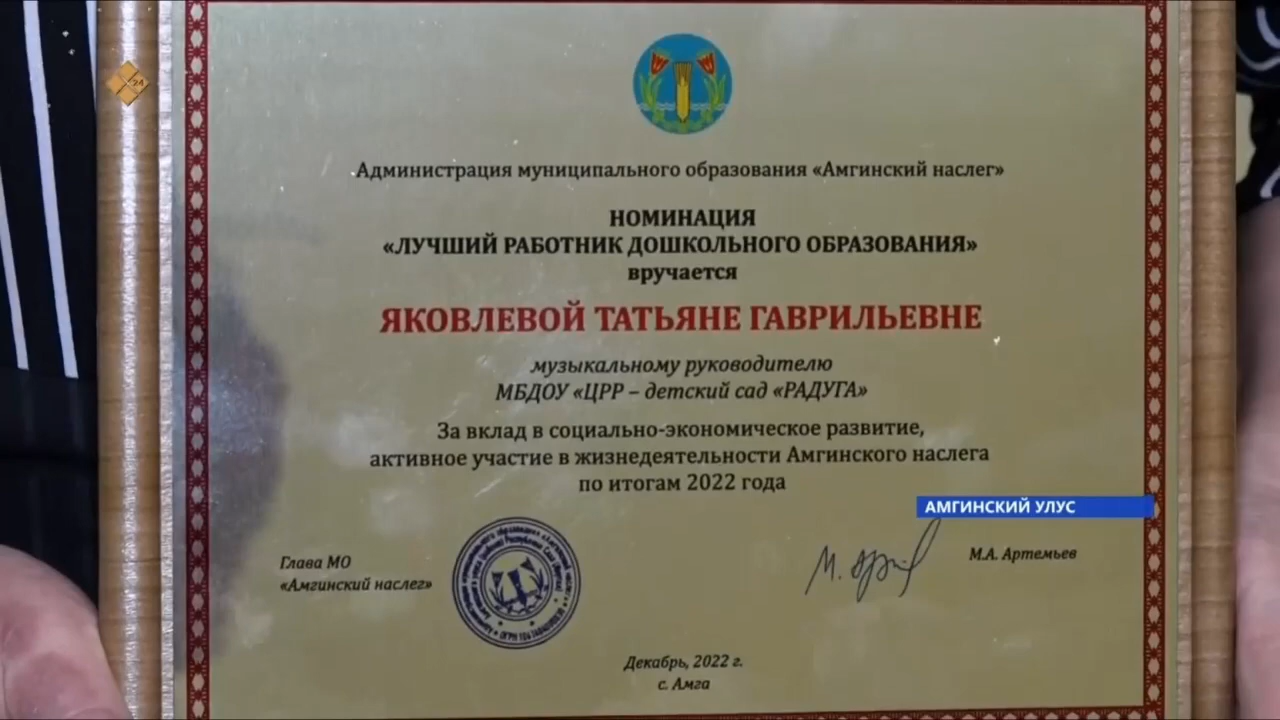 24
Администрация муниципального образования «Амгинский наслег»
НОМИНАЦИЯ
«ЛУЧШИЙ РАБОТНИК ДОШКОЛЬНОГО ОБРАЗОВАНИЯ»
вручается
ЯКОВЛЕВОЙ ТАТЬЯНЕ ГАВРИЛЬЕВНЕ
музыкальному руководителю
МБДОУ «ЦРР – детский сад «РАДУГА»
За вклад в социально-экономическое развитие,
активное участие в жизнедеятельности Амгинского наслега
по итогам 2022 года
АМГИНСКИЙ УЛУС
Глава МО
«Амгинский наслег»
М.А. Артемьев
Декабрь, 2022 г.
с. Амга